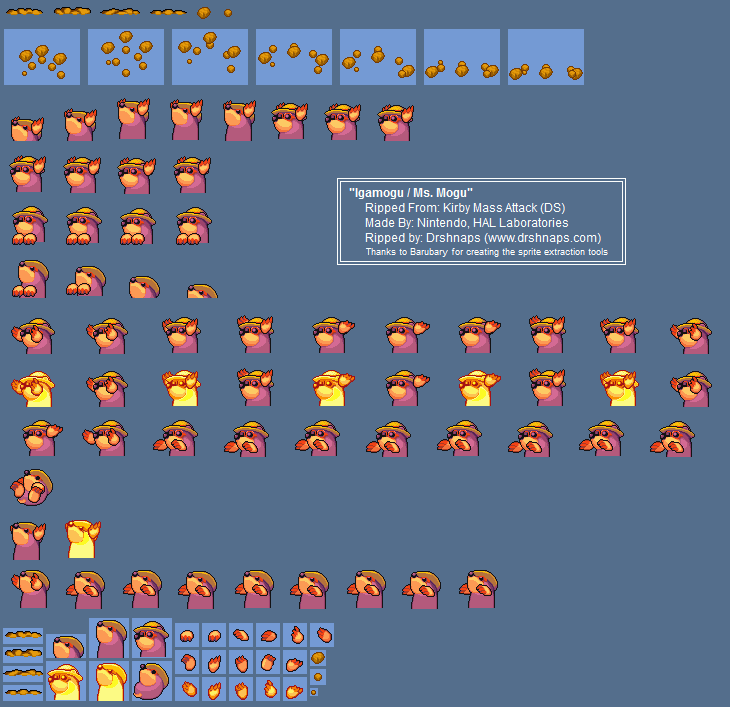 "Igamogu / Ms. Mogu"
Ripped From: Kirby Mass Attack (DS)
Made By: Nintendo, HAL Laboratories
Ripped by: Drshnaps (www.drshnaps.com)
Thanks to Barubary for creating the sprite extraction tools